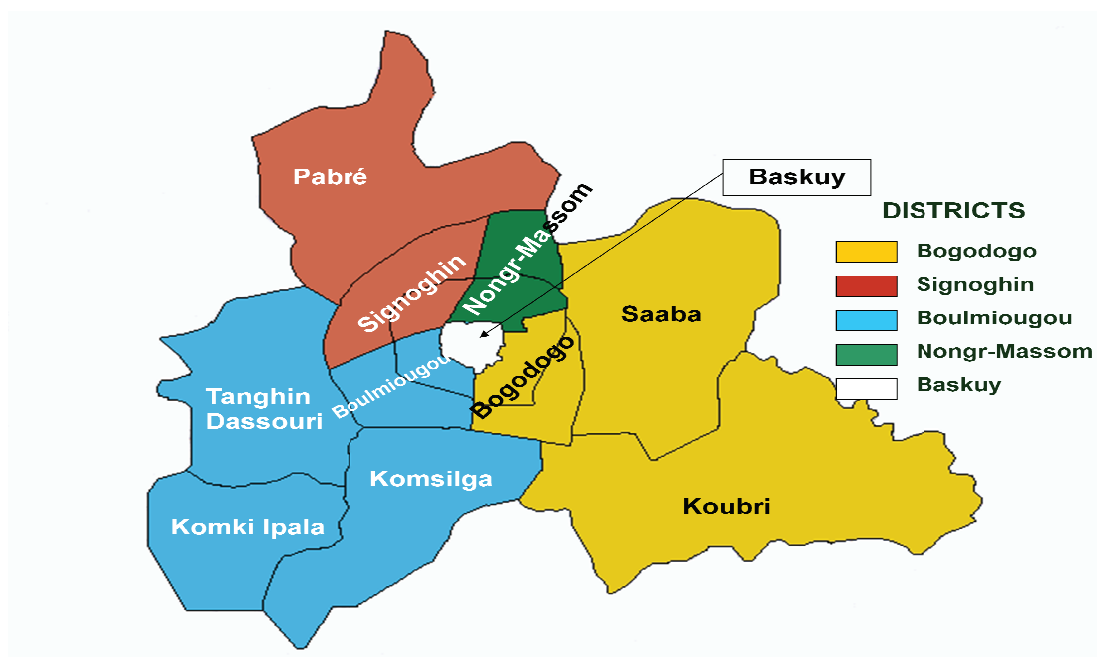 Pabré
Baskuy
Signoghin
Nongr-Massom
Saaba
Boulmiougou
Bogodogo
Tanghin
Dassouri
Komsilga
Komki Ipala
Koubri
DISTRICTS
Bogodogo
Signoghin
Boulmiougou
Nongr-Massom
Baskuy